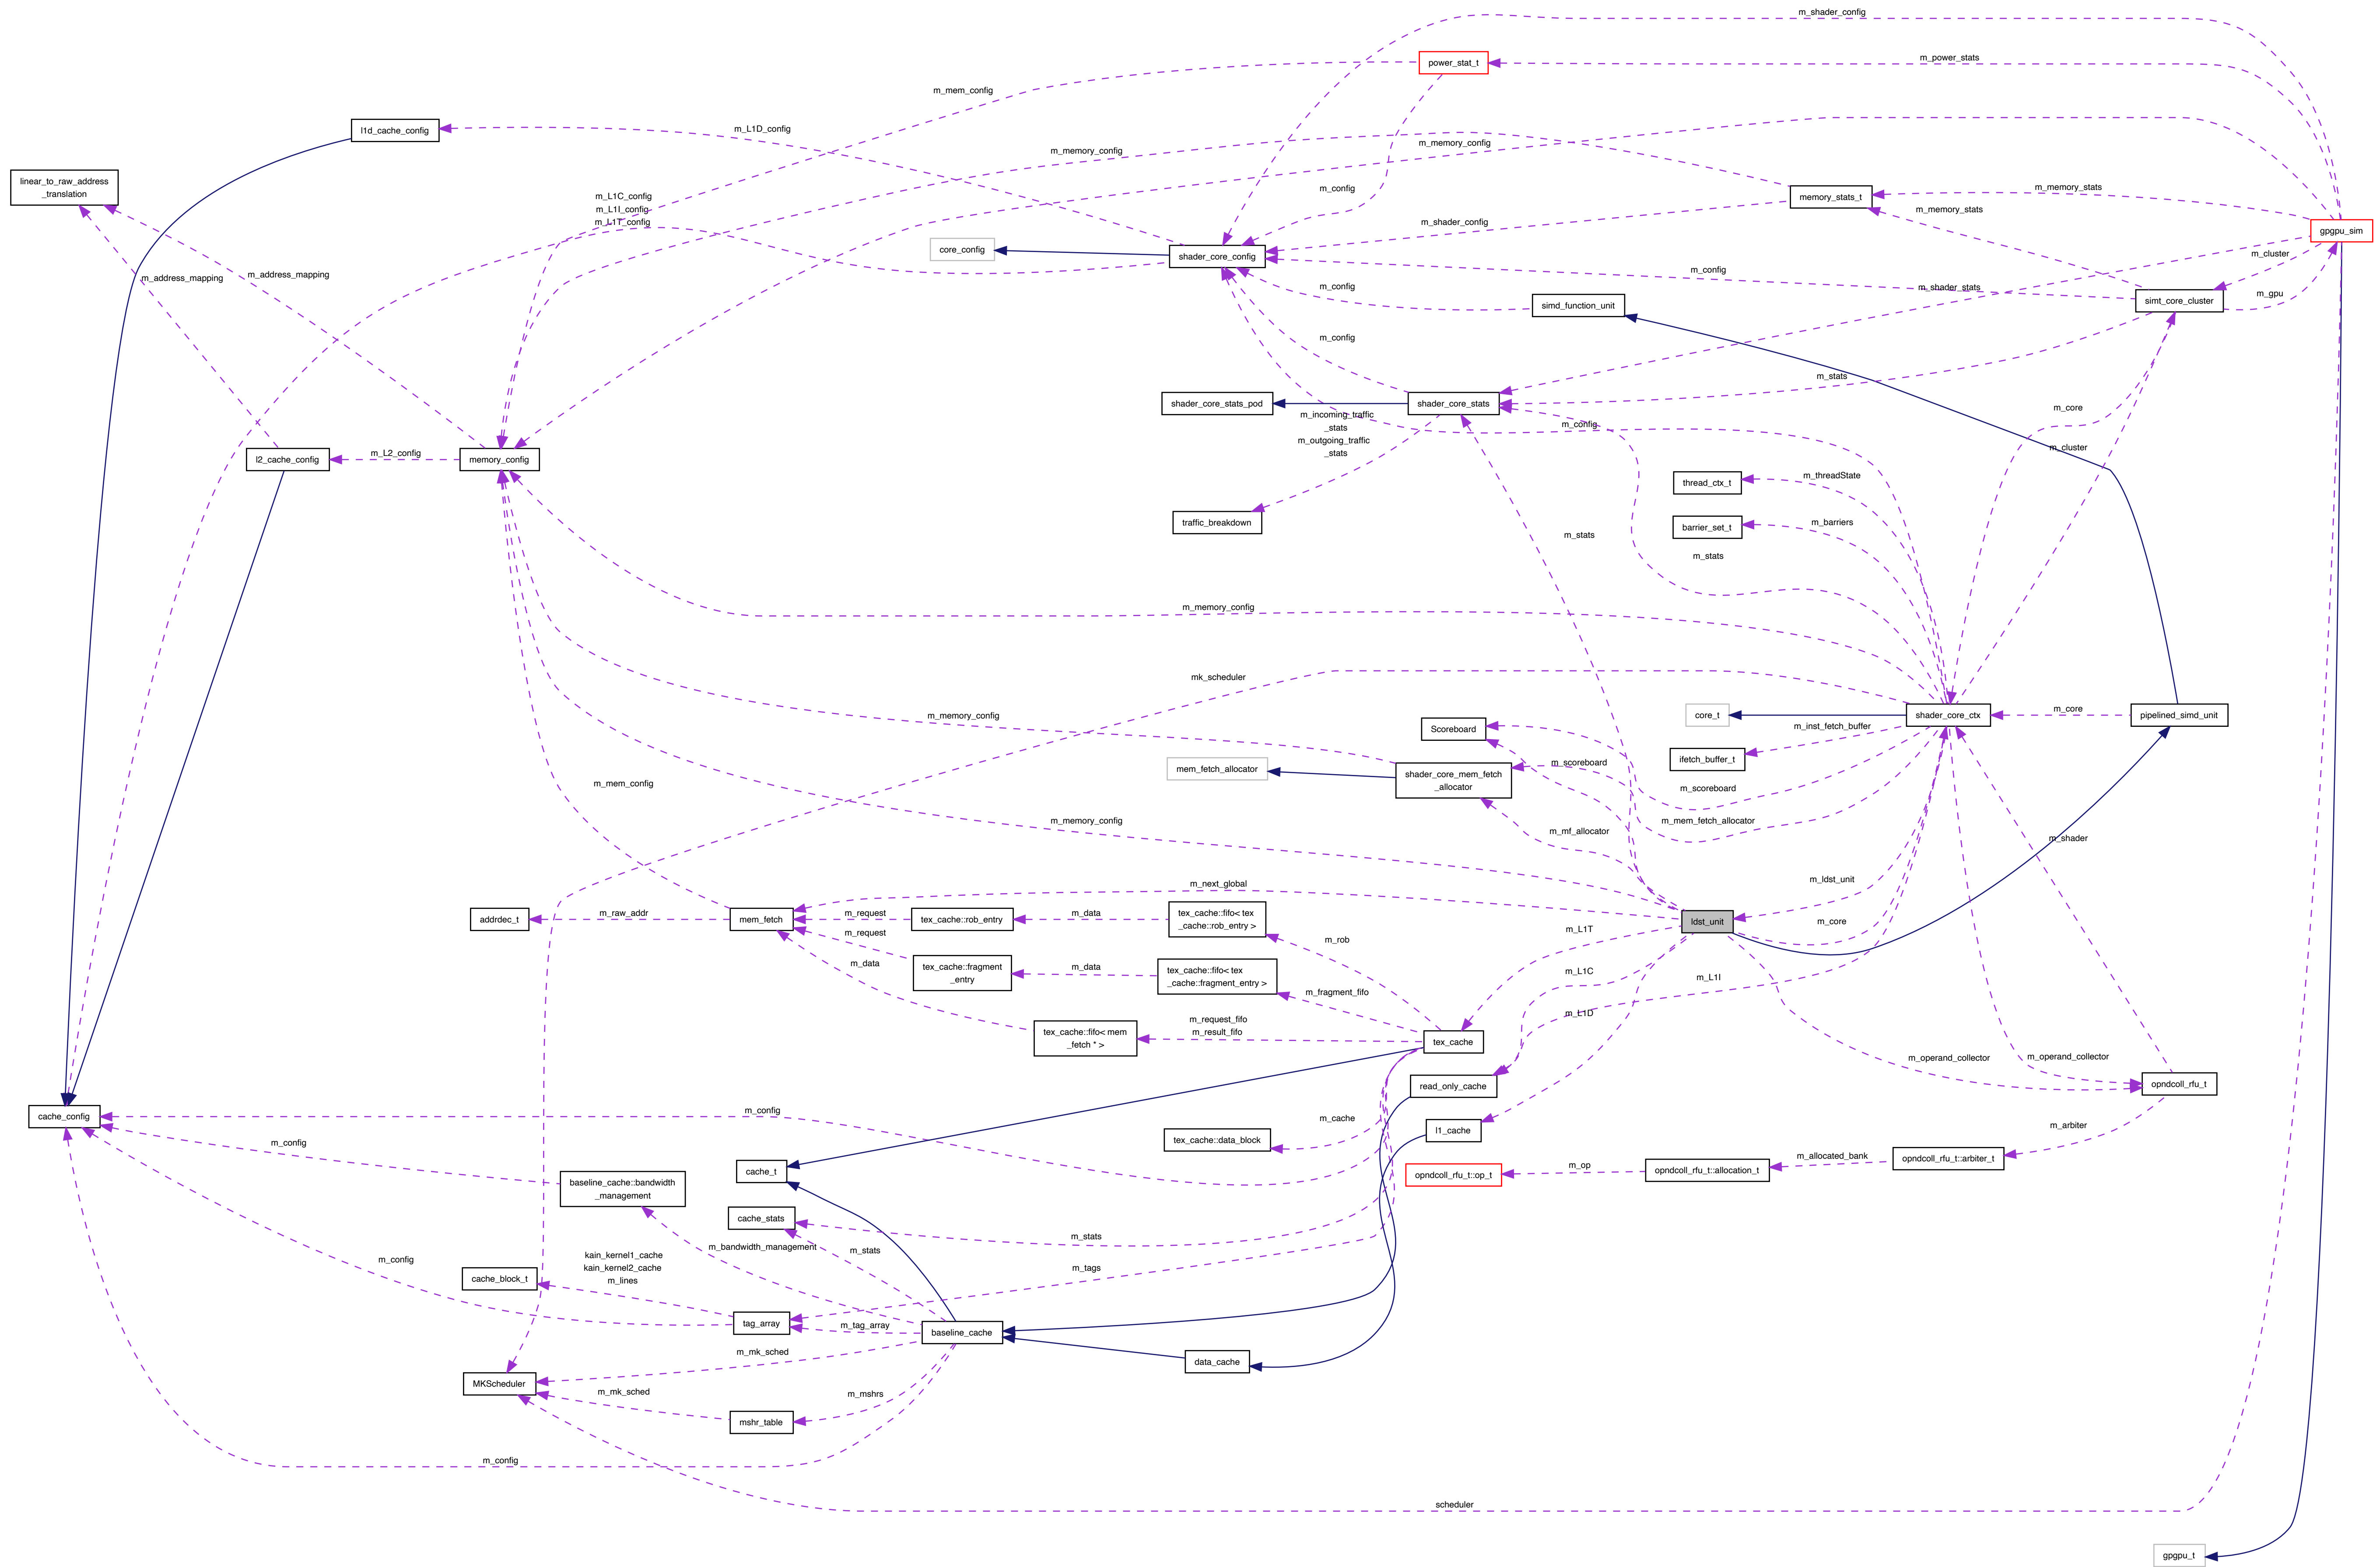 m_shader_config
m_power_stats
power_stat_t
m_mem_config
l1d_cache_config
m_L1D_config
m_memory_config
m_memory_config
linear_to_raw_address
_translation
m_L1C_config
m_L1I_config
m_L1T_config
m_config
memory_stats_t
m_memory_stats
m_memory_stats
m_shader_config
gpgpu_sim
core_config
shader_core_config
m_address_mapping
m_address_mapping
m_config
m_config
m_shader_stats
m_cluster
m_gpu
simd_function_unit
simt_core_cluster
m_config
m_stats
shader_core_stats_pod
shader_core_stats
m_incoming_traffic
_stats
m_outgoing_traffic
_stats
m_config
m_core
m_cluster
l2_cache_config
m_L2_config
memory_config
thread_ctx_t
m_threadState
traffic_breakdown
barrier_set_t
m_barriers
m_stats
m_stats
m_memory_config
mk_scheduler
m_memory_config
Scoreboard
core_t
shader_core_ctx
m_core
pipelined_simd_unit
m_inst_fetch_buffer
ifetch_buffer_t
mem_fetch_allocator
shader_core_mem_fetch
_allocator
m_scoreboard
m_scoreboard
m_mem_config
m_memory_config
m_mf_allocator
m_mem_fetch_allocator
m_shader
m_next_global
m_ldst_unit
addrdec_t
m_raw_addr
mem_fetch
m_request
tex_cache::rob_entry
m_data
tex_cache::fifo< tex
_cache::rob_entry >
ldst_unit
m_core
m_request
m_rob
m_L1T
m_data
tex_cache::fragment
_entry
m_data
tex_cache::fifo< tex
_cache::fragment_entry >
m_fragment_fifo
m_L1C
m_L1I
m_L1D
tex_cache::fifo< mem
_fetch * >
m_request_fifo
m_result_fifo
tex_cache
m_operand_collector
m_operand_collector
read_only_cache
opndcoll_rfu_t
cache_config
m_config
m_config
m_cache
tex_cache::data_block
l1_cache
m_arbiter
cache_t
opndcoll_rfu_t::op_t
m_op
opndcoll_rfu_t::allocation_t
m_allocated_bank
opndcoll_rfu_t::arbiter_t
baseline_cache::bandwidth
_management
cache_stats
m_stats
m_bandwidth_management
m_stats
m_config
kain_kernel1_cache
kain_kernel2_cache
m_lines
cache_block_t
m_tags
tag_array
m_tag_array
baseline_cache
m_mk_sched
data_cache
MKScheduler
m_mk_sched
m_mshrs
mshr_table
m_config
scheduler
gpgpu_t